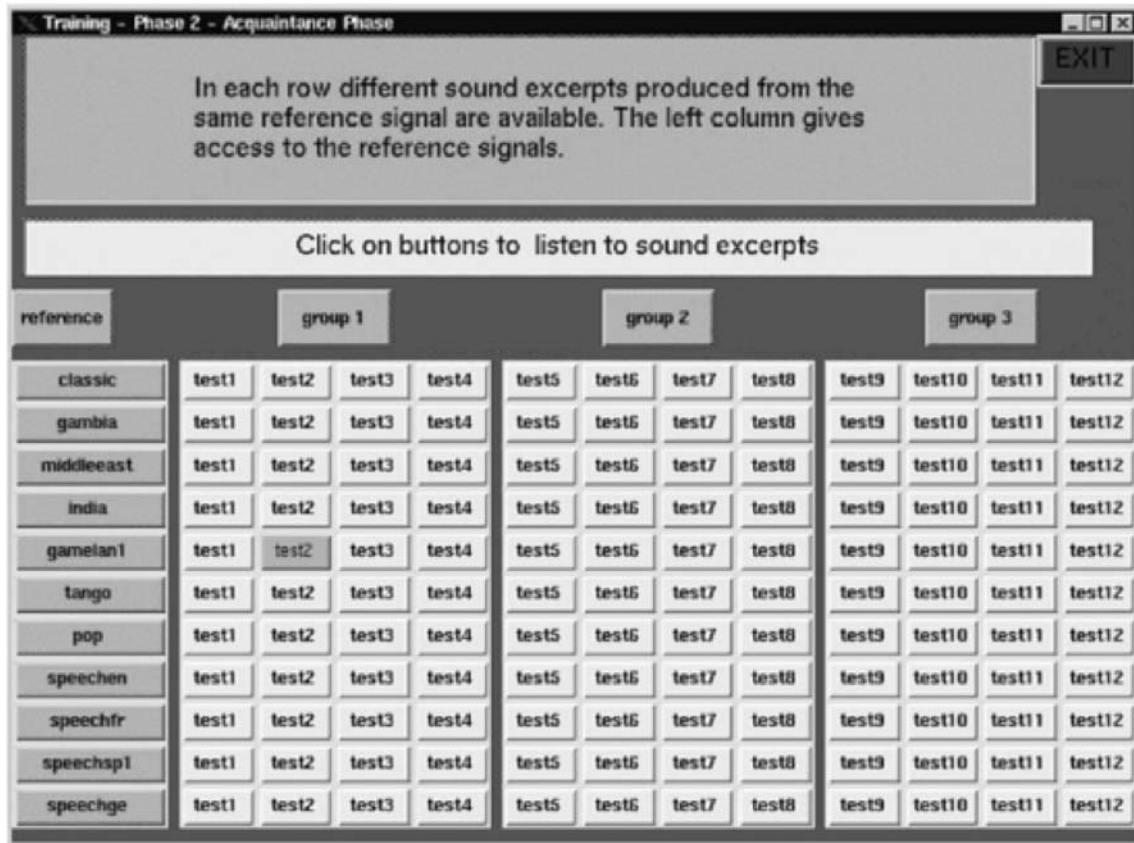 Training - Phase 2 - Acquaintance Phase
EXIT
In each row different sound excerpts produced from the
same reference signal are available. The left column gives
access to the reference signals.
Click on buttons to listen to sound excerpts
reference group 1 group 2 group 3
classic test1 test2 test3 test4 test5 test6 test7 test8 test9 test10 test11 test12
gambia test1 test2 test3 test4 test5 test6 test7 test8 test9 test10 test11 test12
middleeast test1 test2 test3 test4 test5 test6 test7 test8 test9 test10 test11 test12
india test1 test2 test3 test4 test5 test6 test7 test8 test9 test10 test11 test12
gamelan1 test1 test2 test3 test4 test5 test6 test7 test8 test9 test10 test11 test12
tango test1 test2 test3 test4 test5 test6 test7 test8 test9 test10 test11 test12
pop test1 test2 test3 test4 test5 test6 test7 test8 test9 test10 test11 test12
speechen test1 test2 test3 test4 test5 test6 test7 test8 test9 test10 test11 test12
speechfr test1 test2 test3 test4 test5 test6 test7 test8 test9 test10 test11 test12
speechsp1 test1 test2 test3 test4 test5 test6 test7 test8 test9 test10 test11 test12
speechge test1 test2 test3 test4 test5 test6 test7 test8 test9 test10 test11 test12